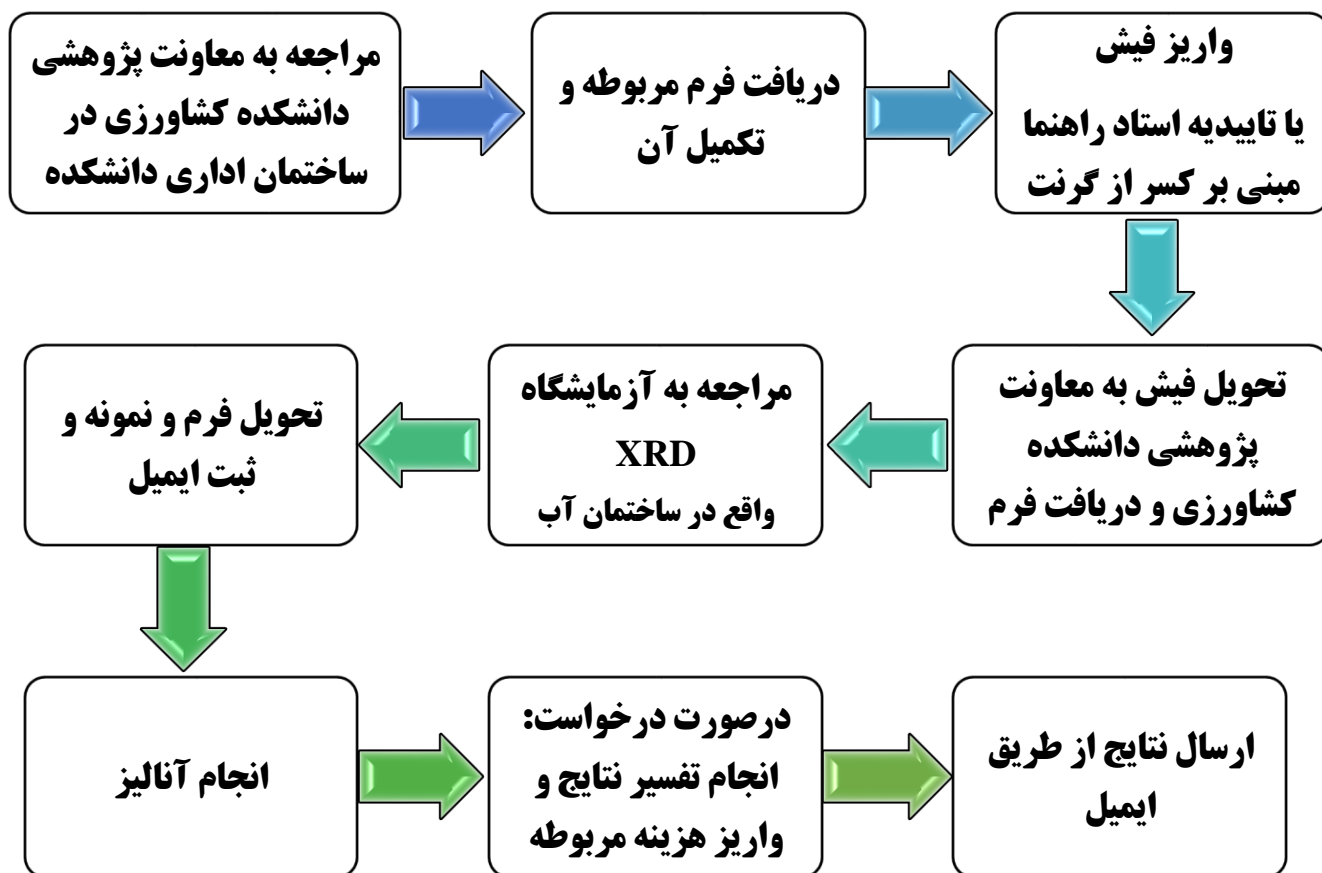 مراجعه به معاونت پژوهشی
دانشکده کشاورزی در
ساختمان اداری دانشکده
دریافت فرم مربوطه و
تکمیل آن
واریز فیش
یا تاییدیه استاد راهنما
مبنی بر کسر از گرنت
تحویل فیش به معاونت
پژوهشی دانشکده
کشاورزی و دریافت فرم
مراجعه به آزمایشگاه
XRD
واقع در ساختمان آب
تحویل فرم و نمونه و
ثبت ایمیل
انجام آنالیز
درصورت درخواست:
انجام تفسیر نتایج و
واریز هزینه مربوطه
ارسال نتایج از طریق
ایمیل